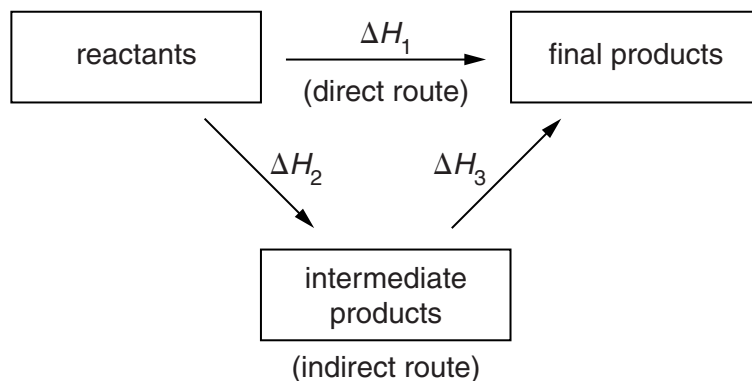 reactants
ΔH₁
final products
(direct route)
ΔH₂
ΔH₃
intermediate
products
(indirect route)